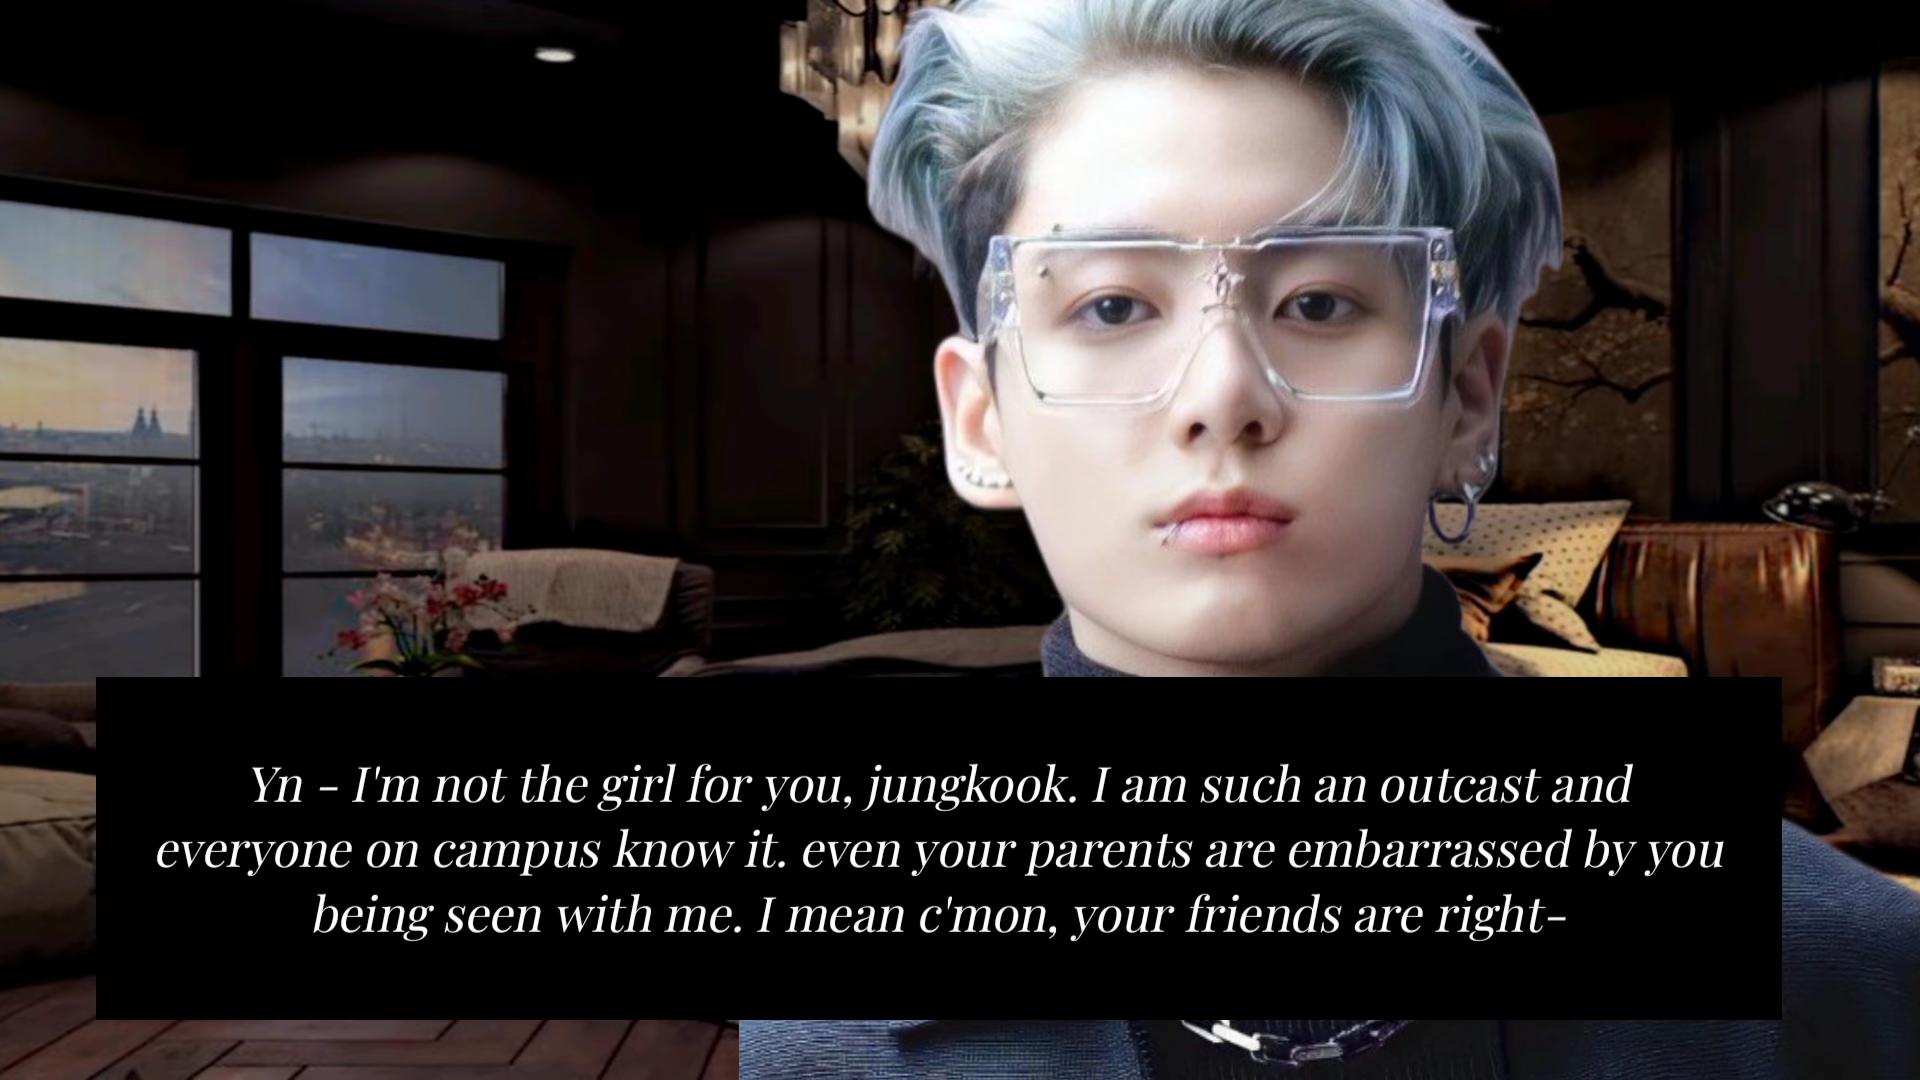 Yn - I'm not the girl for you, jungkook. I am such an outcast and
everyone on campus know it. even your parents are embarrassed by you
being seen with me. I mean c'mon, your friends are right-